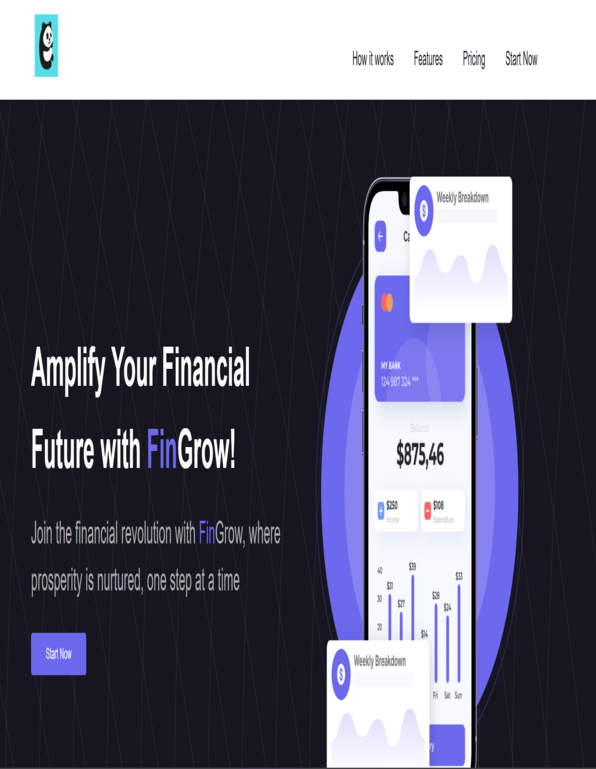 How it works Features Pricing Start Now
Weekly Breakdown
$
Ca
MY BANK
124 987 324 ***
Amplify Your Financial
Future with FinGrow!
Balance
$875,46
$250
Income
$108
Expenditure
Join the financial revolution with FinGrow, where
prosperity is nurtured, one step at a time
Start Now
40
30
20
$31
$27
$39
$14
$28
$24
$33
Fri Sat Sun
Weekly Breakdown
$
ry